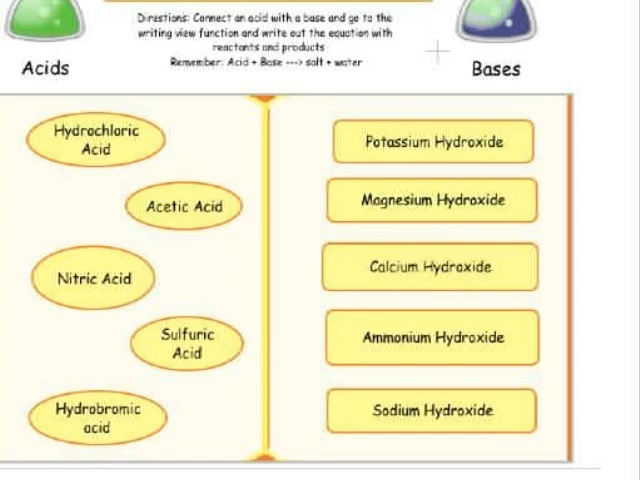 Directions: Connect an acid with a base and go to the
writing view function and write out the equation with
reactants and products
Remember: Acid + Base ---> salt + water
Acids
Bases
Hydrochloric
Acid
Acetic Acid
Nitric Acid
Sulfuric
Acid
Hydrobromic
acid
Potassium Hydroxide
Magnesium Hydroxide
Calcium Hydroxide
Ammonium Hydroxide
Sodium Hydroxide